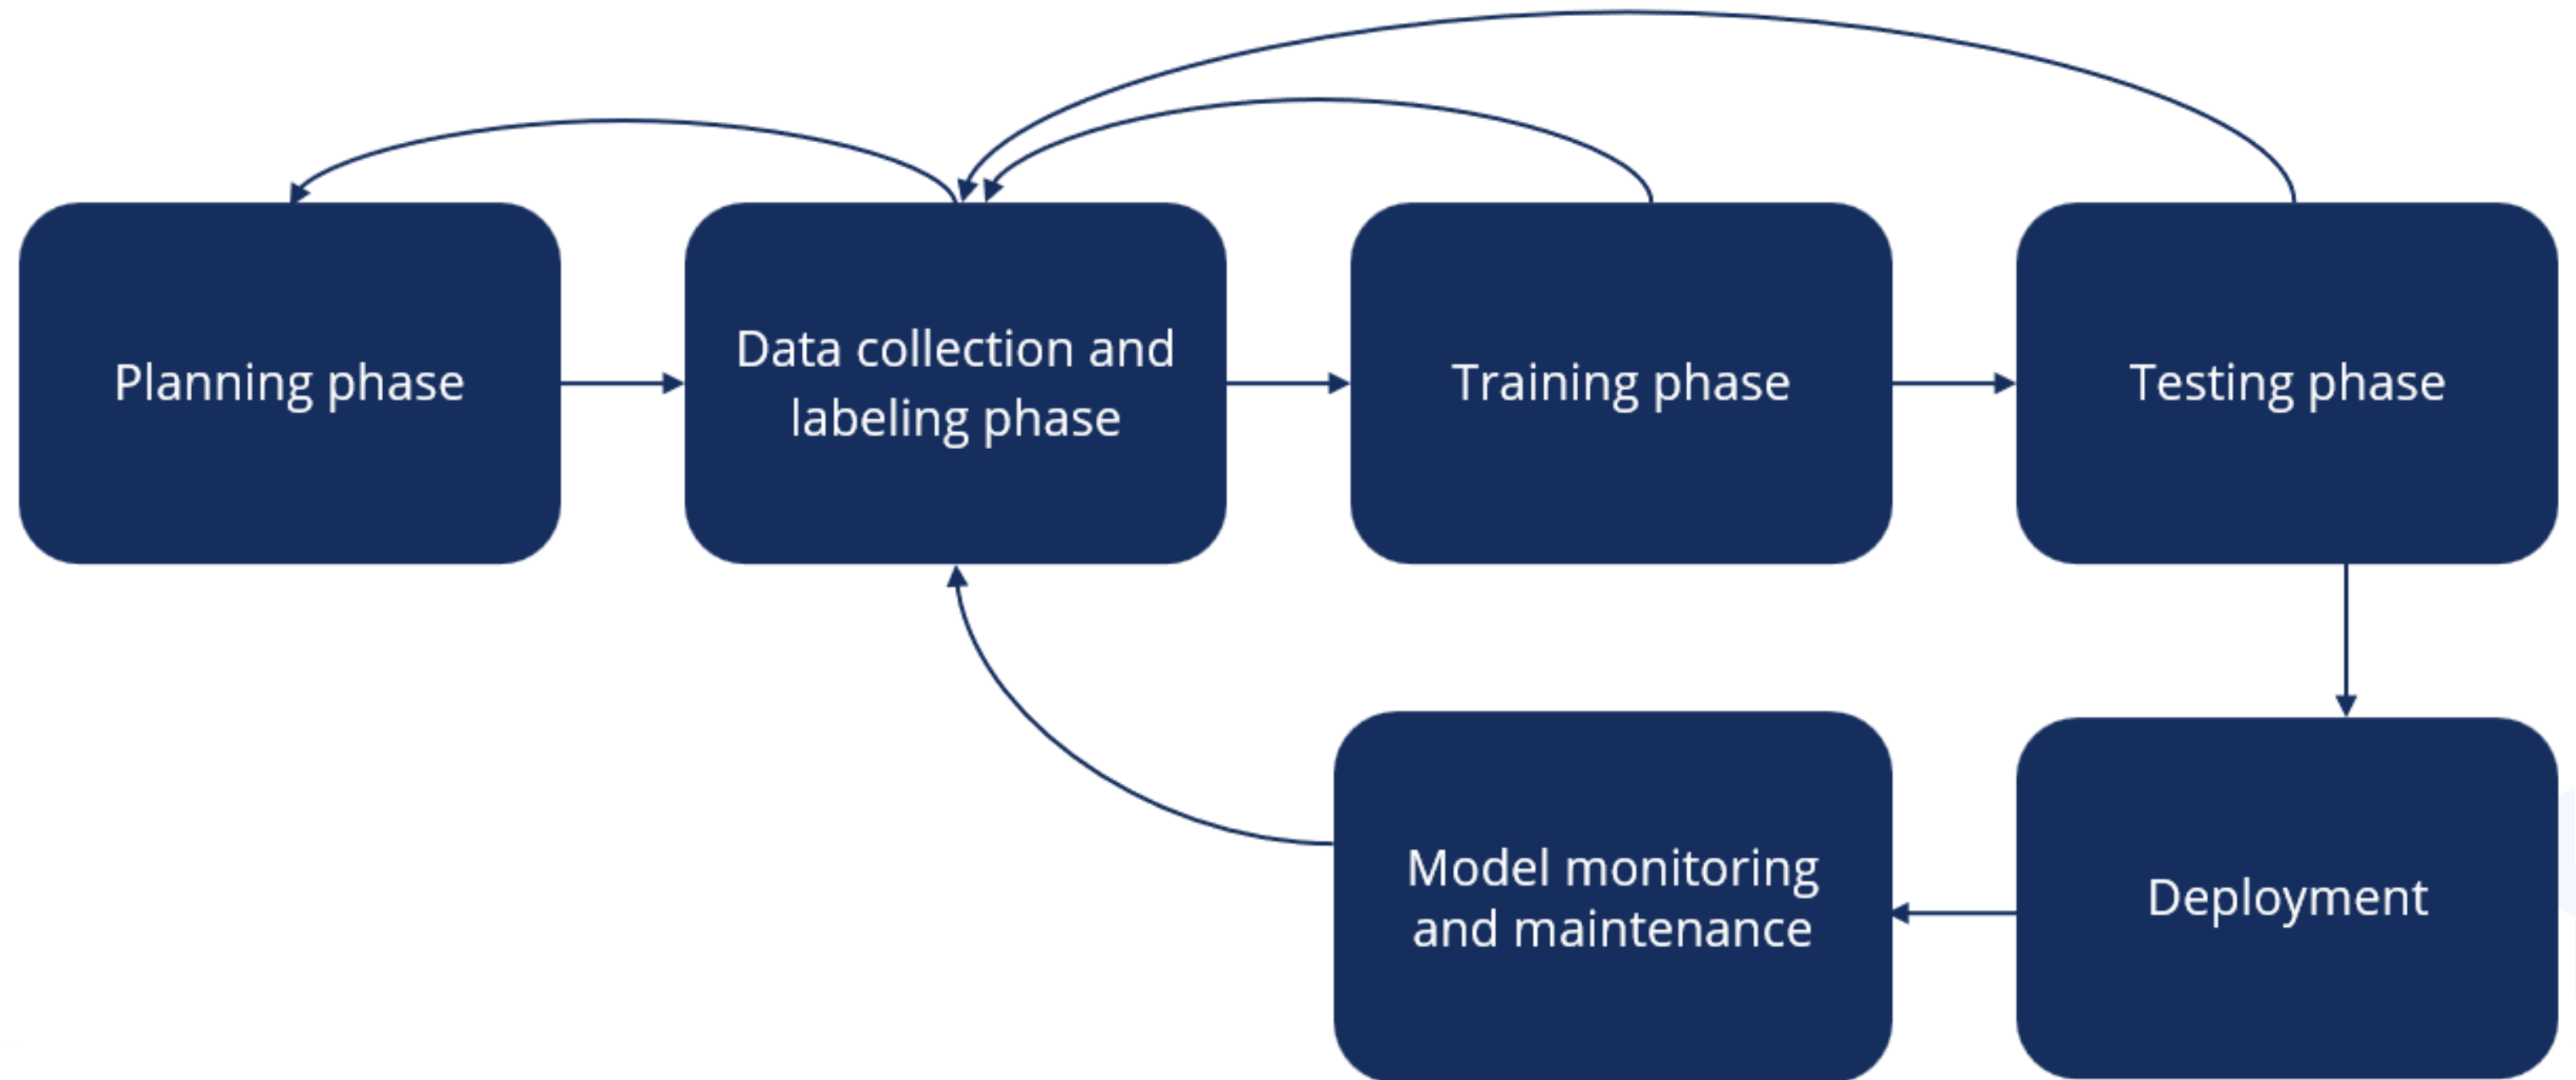 Planning phase
Data collection and
labeling phase
Training phase
Testing phase
Model monitoring
and maintenance
Deployment